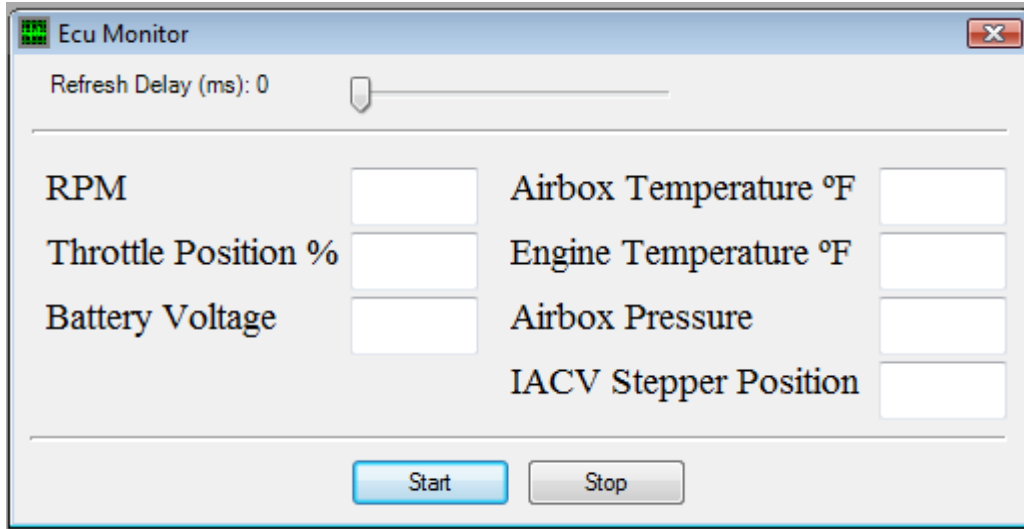 Ecu Monitor
Refresh Delay (ms): 0
RPM
Airbox Temperature ºF
Throttle Position %
Engine Temperature ºF
Battery Voltage
Airbox Pressure
IACV Stepper Position
Start
Stop